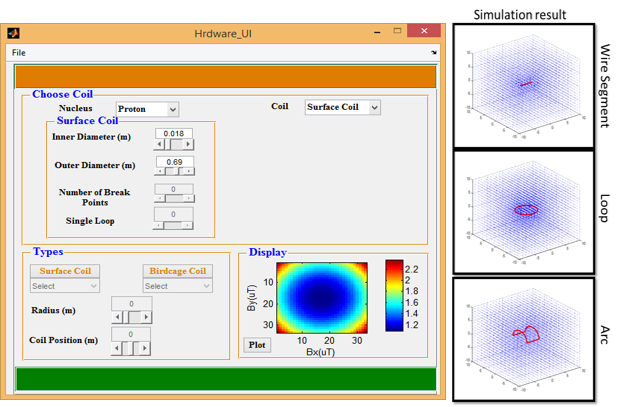 Hrdware_UI
Simulation result
File
Choose Coil
Nucleus
Proton
Coil
Surface Coil
Surface Coil
Inner Diameter (m)
0.018
Outer Diameter (m)
0.69
Number of Break
Points
0
Single Loop
0
Types
Surface Coil
Birdcage Coil
Select
Select
Radius (m)
0
Coil Position (m)
0
Display
By(uT)
10
20
30
10 20 30
Bx(uT)
2.2
2
1.8
1.6
1.4
1.2
Plot
Wire Segment
Loop
Arc